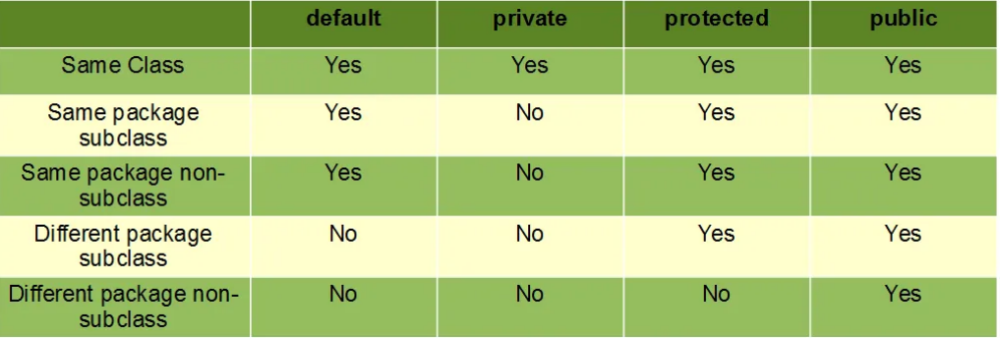 default private protected public
Same Class Yes Yes Yes Yes
Same package Yes No Yes Yes
subclass
Same package non- Yes No Yes Yes
subclass
Different package No No Yes Yes
subclass
Different package non- No No No Yes
subclass